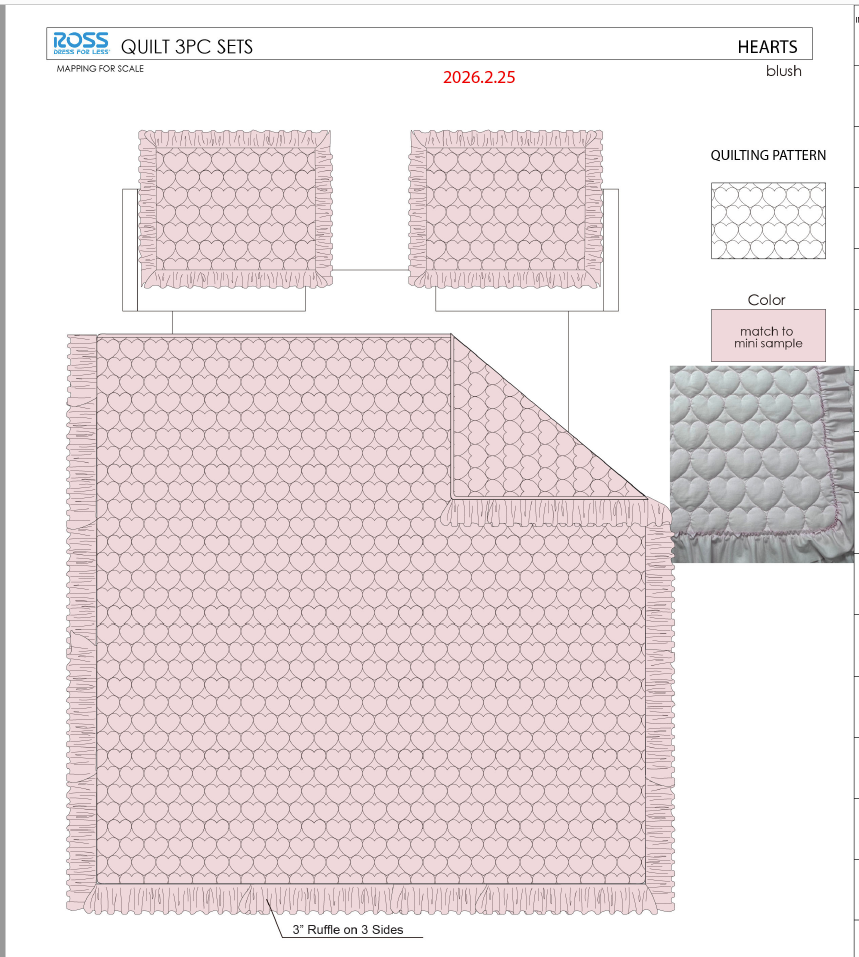 ROSS
DRESS FOR LESS
QUILT 3PC SETS
HEARTS
MAPPING FOR SCALE
2026.2.25
blush
QUILTING PATTERN
Color
match to
mini sample
3” Ruffle on 3 Sides